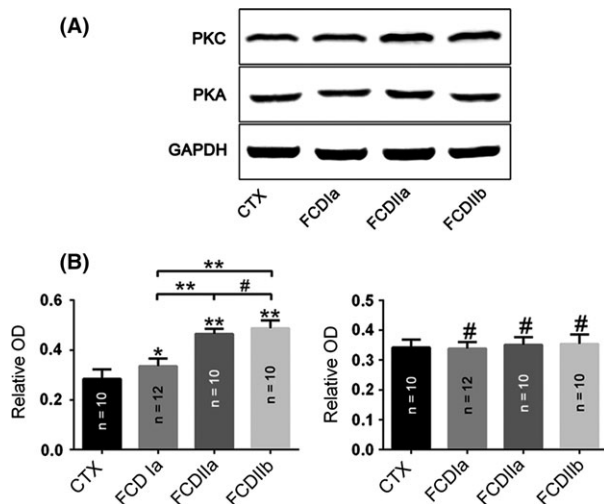 (A)
PKC
PKA
GAPDH
CTX
FCDIa
FCDIIa
FCDIIb
(B)
**
** #
* ** **
Relative OD
0.6
0.4
0.2
0.0
n = 10
n = 12
n = 10
n = 10
CTX
FCD Ia
FCDIIa
FCDIIb
# # #
Relative OD
0.5
0.4
0.3
0.2
0.1
0.0
n = 10
n = 12
n = 10
n = 10
CTX
FCDIa
FCDIIa
FCDIIb